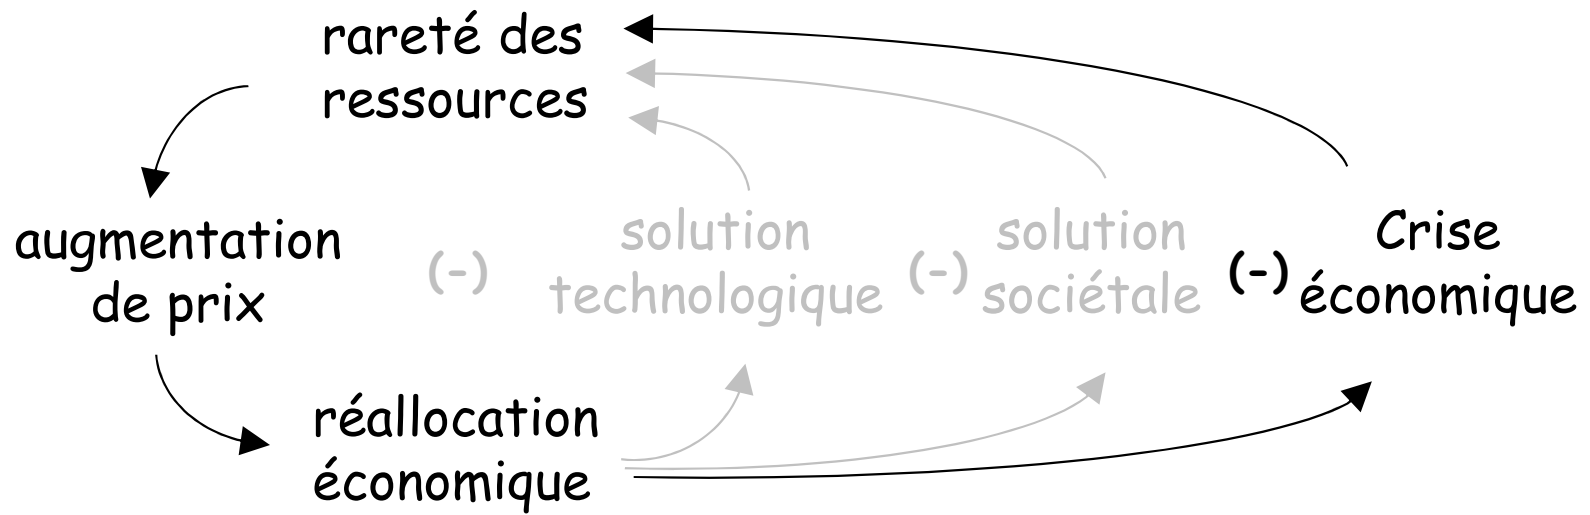 rareté des
ressources
augmentation
de prix
(-)
solution
technologique
(-)
solution
sociétale
(-)
Crise
économique
réallocation
économique